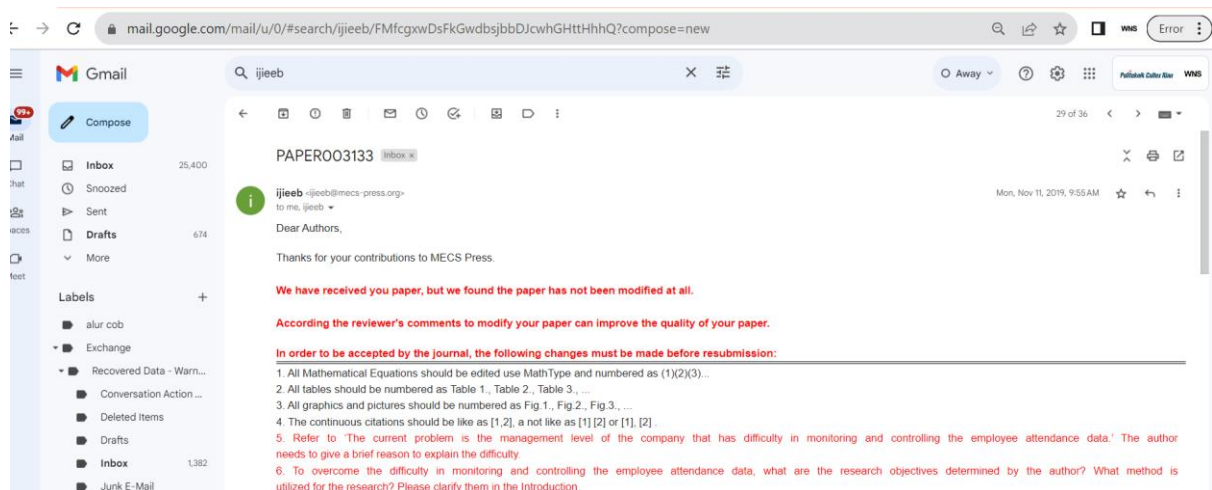 mail.google.com/mail/u/0/#search/ijieeb/FMfcgxwDsFkGwdbsjbbDJcwhGHttHhhQ?compose=new
WNS
Error
Gmail
ijieeb
Away
Politeknik Caltex Riau WNS
99+
Mail
Compose
29 of 36
PAPER003133 Inbox x
Inbox 25,400
Chat
Snoozed
ijieeb <ijieeb@mecs-press.org>
Mon, Nov 11, 2019, 9:55 AM
i
to me, ijieeb
Sent
Dear Authors,
aces
Drafts 674
Thanks for your contributions to MECS Press.
More
Meet
We have received you paper, but we found the paper has not been modified at all.
Labels +
According the reviewer's comments to modify your paper can improve the quality of your paper.
alur cob
In order to be accepted by the journal, the following changes must be made before resubmission:
Exchange
1. All Mathematical Equations should be edited use MathType and numbered as (1)(2)(3)...
Recovered Data - Warn...
2. All tables should be numbered as Table 1., Table 2., Table 3., ...
Conversation Action ...
3. All graphics and pictures should be numbered as Fig.1., Fig.2., Fig.3., ...
Deleted Items
4. The continuous citations should be like as [1,2], a not like as [1] [2] or [1], [2] .
Drafts
5. Refer to 'The current problem is the management level of the company that has difficulty in monitoring and controlling the employee attendance data.' The author
needs to give a brief reason to explain the difficulty.
Inbox 1,382
6. To overcome the difficulty in monitoring and controlling the employee attendance data, what are the research objectives determined by the author? What method is
Junk E-Mail
utilized for the research? Please clarify them in the Introduction.